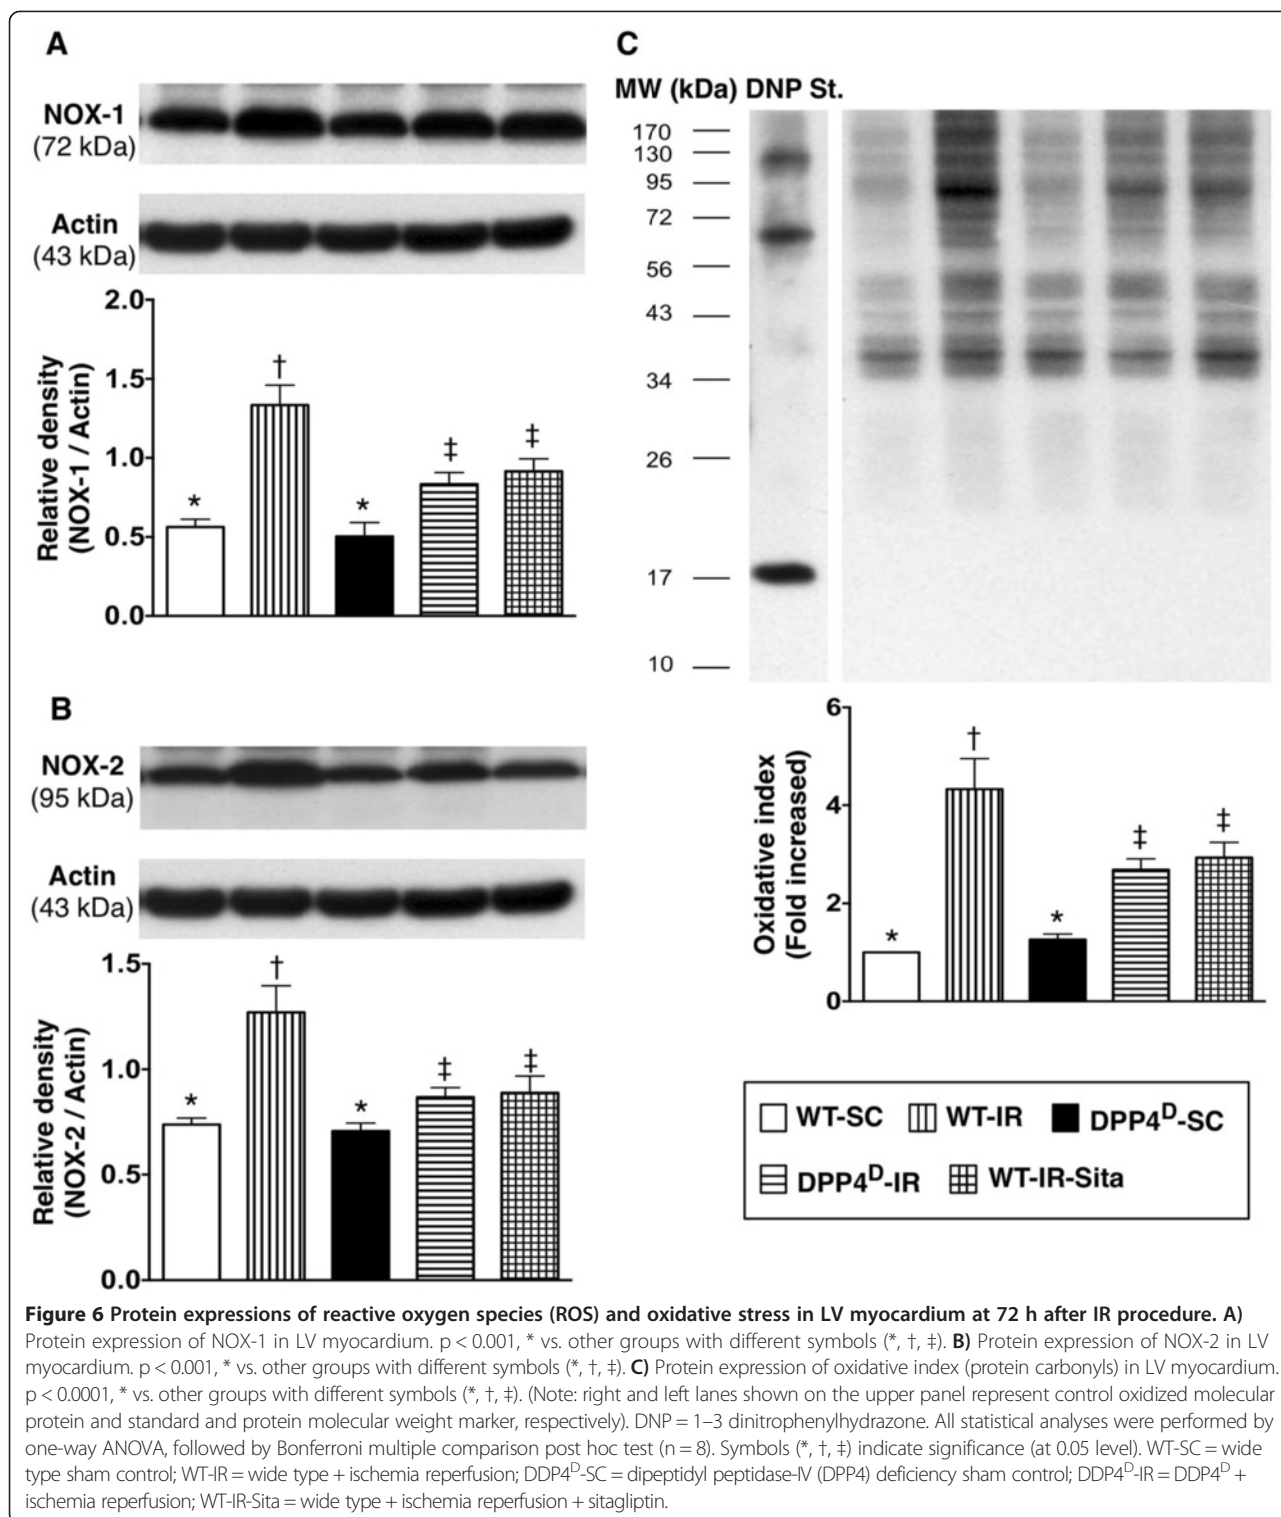 A
NOX-1
(72 kDa)
Actin
(43 kDa)
2.0
1.5
1.0
0.5
0.0
Relative density
(NOX-1 / Actin)
*
†
*
‡
‡
B
NOX-2
(95 kDa)
Actin
(43 kDa)
1.5
1.0
0.5
0.0
Relative density
(NOX-2 / Actin)
*
†
*
‡
‡
C
MW (kDa) DNP St.
170
130
95
72
56
43
34
26
17
10
6
4
2
0
Oxidative index
(Fold increased)
*
†
*
‡
‡
WT-SC WT-IR DPP4ᴰ-SC
DPP4ᴰ-IR WT-IR-Sita
Figure 6 Protein expressions of reactive oxygen species (ROS) and oxidative stress in LV myocardium at 72 h after IR procedure. A)
Protein expression of NOX-1 in LV myocardium. p < 0.001, * vs. other groups with different symbols (*, †, ‡). B) Protein expression of NOX-2 in LV
myocardium. p < 0.001, * vs. other groups with different symbols (*, †, ‡). C) Protein expression of oxidative index (protein carbonyls) in LV myocardium.
p < 0.0001, * vs. other groups with different symbols (*, †, ‡). (Note: right and left lanes shown on the upper panel represent control oxidized molecular
protein and standard and protein molecular weight marker, respectively). DNP = 1–3 dinitrophenylhydrazone. All statistical analyses were performed by
one-way ANOVA, followed by Bonferroni multiple comparison post hoc test (n = 8). Symbols (*, †, ‡) indicate significance (at 0.05 level). WT-SC = wide
type sham control; WT-IR = wide type + ischemia reperfusion; DDP4ᴰ-SC = dipeptidyl peptidase-IV (DPP4) deficiency sham control; DDP4ᴰ-IR = DDP4ᴰ +
ischemia reperfusion; WT-IR-Sita = wide type + ischemia reperfusion + sitagliptin.